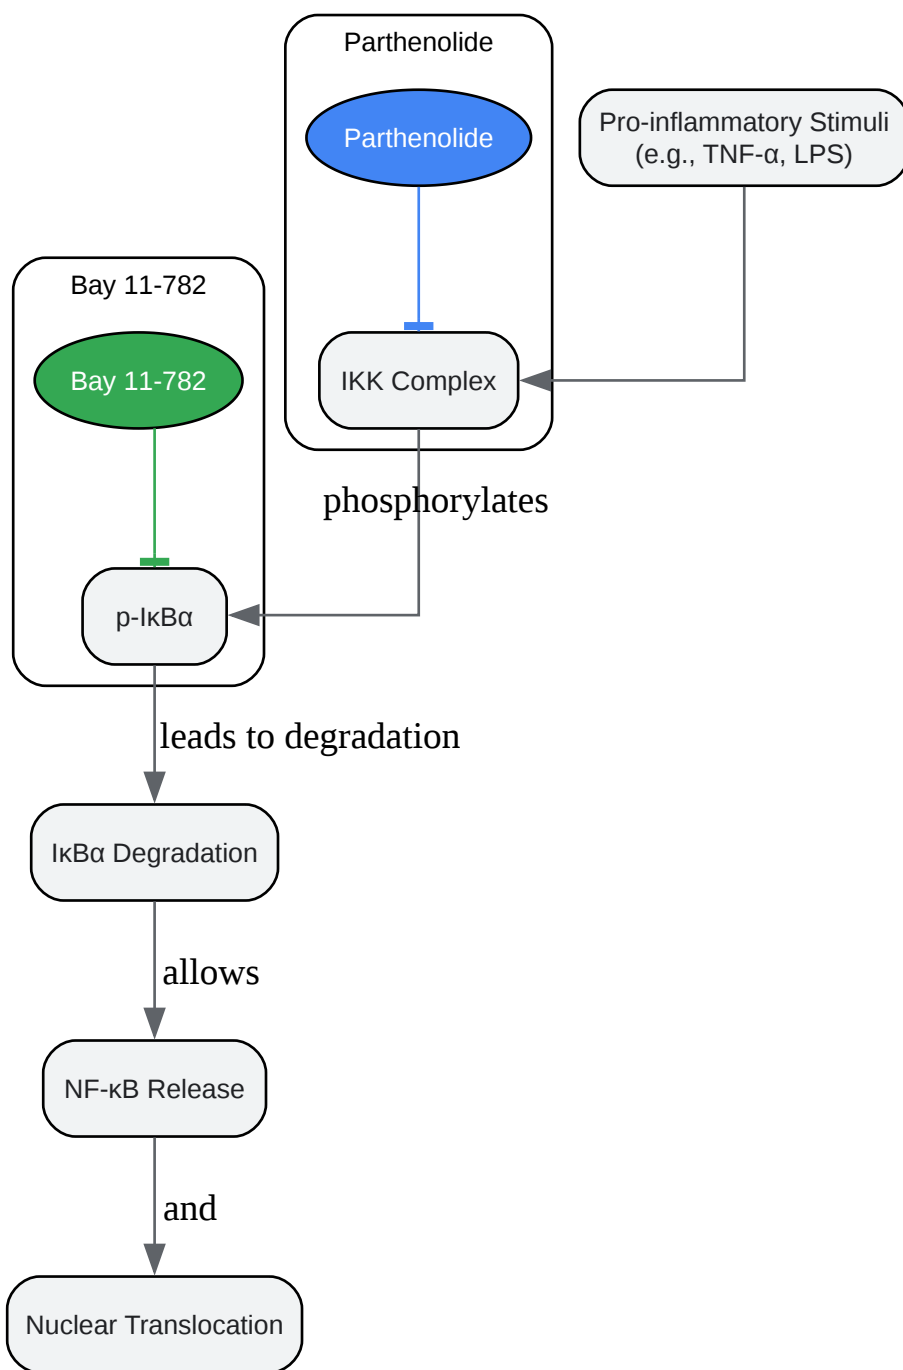 Parthenolide
Parthenolide
Pro-inflammatory Stimuli
(e.g., TNF-α, LPS)
Bay 11-782
Bay 11-782
IKK Complex
phosphorylates
p-IκBα
leads to degradation
IκBα Degradation
allows
NF-κB Release
and
Nuclear Translocation